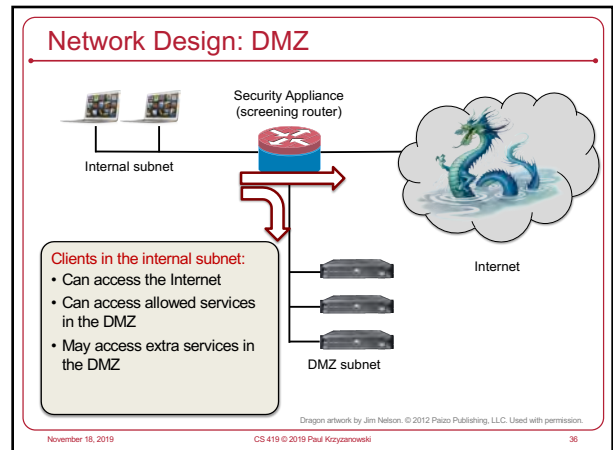 Network Design: DMZ
Security Appliance
(screening router)
Internal subnet
Internet
Clients in the internal subnet:
• Can access the Internet
• Can access allowed services
in the DMZ
• May access extra services in
the DMZ
DMZ subnet
Dragon artwork by Jim Nelson. © 2012 Paizo Publishing, LLC. Used with permission.
November 18, 2019 CS 419 © 2019 Paul Krzyzanowski 36